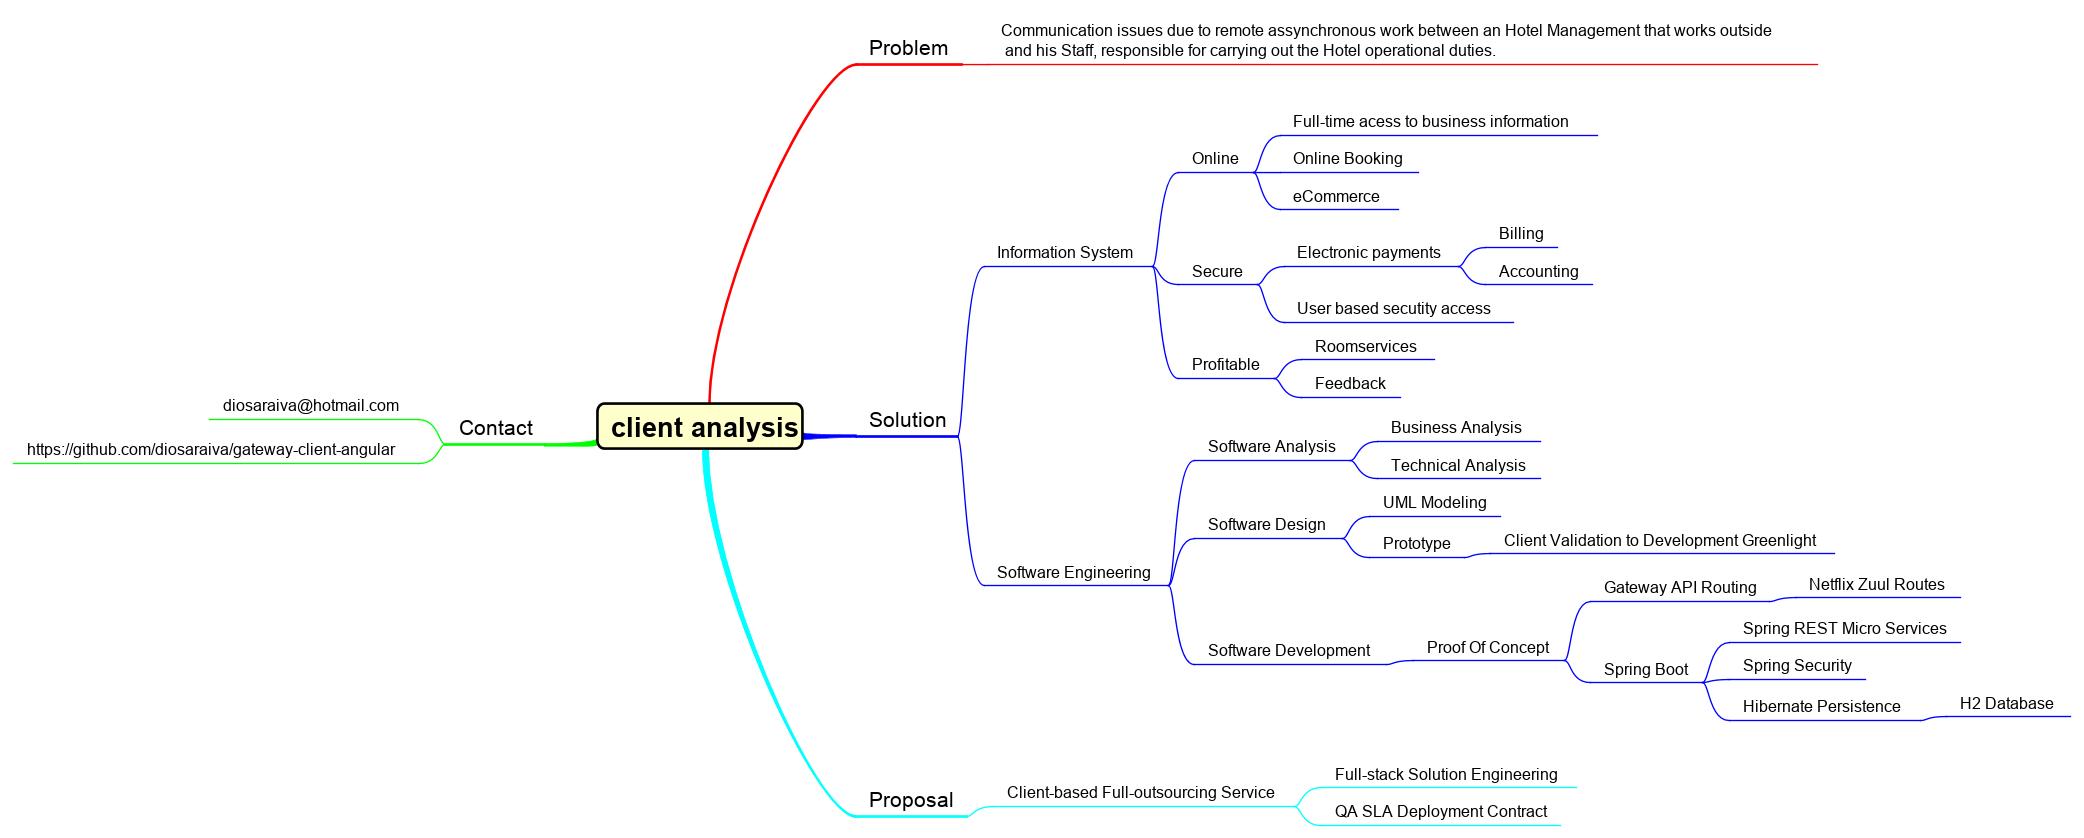 Problem
Communication issues due to remote assynchronous work between an Hotel Management that works outside
and his Staff, responsible for carrying out the Hotel operational duties.
Full-time acess to business information
Online
Online Booking
eCommerce
Information System
Electronic payments
Billing
Accounting
Secure
User based secutity access
Profitable
Roomservices
Feedback
Solution
Software Analysis
Business Analysis
Technical Analysis
Software Engineering
Software Design
UML Modeling
Prototype
Client Validation to Development Greenlight
Software Development
Proof Of Concept
Gateway API Routing
Netflix Zuul Routes
Spring Boot
Spring REST Micro Services
Spring Security
Hibernate Persistence
H2 Database
client analysis
Contact
diosaraiva@hotmail.com
https://github.com/diosaraiva/gateway-client-angular
Proposal
Client-based Full-outsourcing Service
Full-stack Solution Engineering
QA SLA Deployment Contract